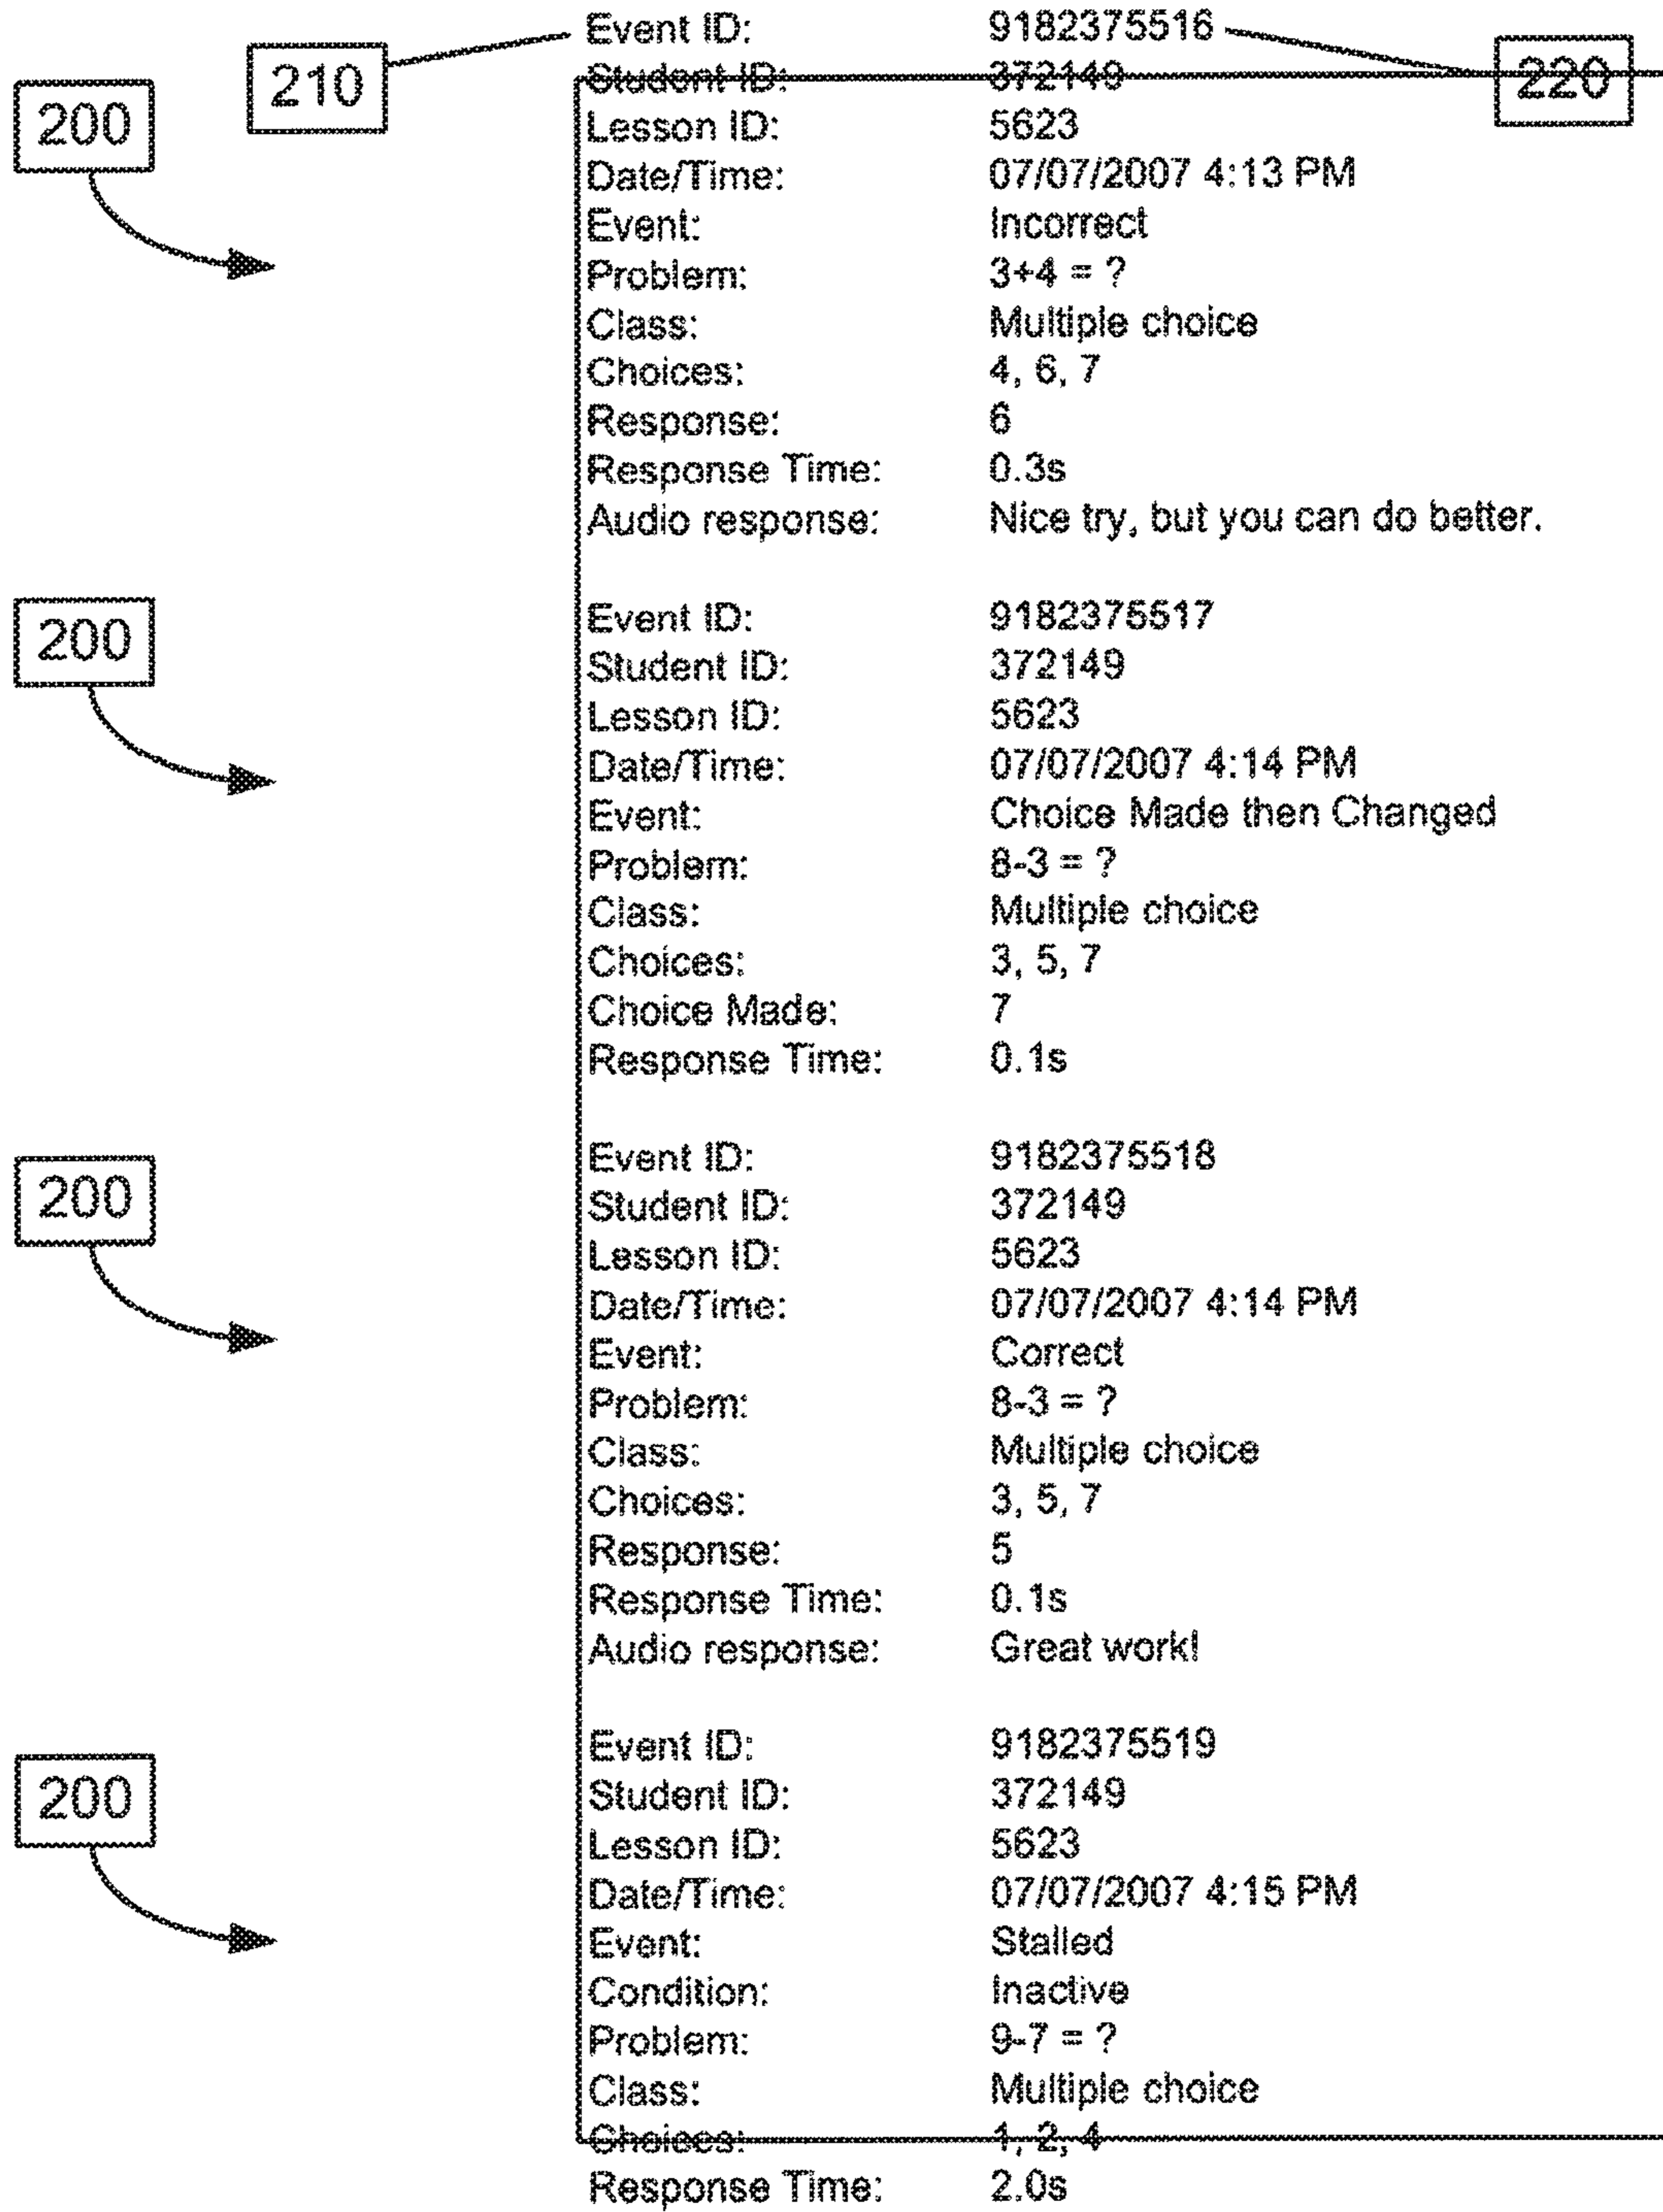 Event ID: 9182375516
210
220
Student ID: 372149
200
Lesson ID: 5623
Date/Time: 07/07/2007 4:13 PM
Event: Incorrect
Problem: 3+4 = ?
Class: Multiple choice
Choices: 4, 6, 7
Response: 6
Response Time: 0.3s
Audio response: Nice try, but you can do better.
200
Event ID: 9182375517
Student ID: 372149
Lesson ID: 5623
Date/Time: 07/07/2007 4:14 PM
Event: Choice Made then Changed
Problem: 8-3 = ?
Class: Multiple choice
Choices: 3, 5, 7
Choice Made: 7
Response Time: 0.1s
200
Event ID: 9182375518
Student ID: 372149
Lesson ID: 5623
Date/Time: 07/07/2007 4:14 PM
Event: Correct
Problem: 8-3 = ?
Class: Multiple choice
Choices: 3, 5, 7
Response: 5
Response Time: 0.1s
Audio response: Great work!
200
Event ID: 9182375519
Student ID: 372149
Lesson ID: 5623
Date/Time: 07/07/2007 4:15 PM
Event: Stalled
Condition: Inactive
Problem: 9-7 = ?
Class: Multiple choice
Choices: 1, 2, 4
Response Time: 2.0s